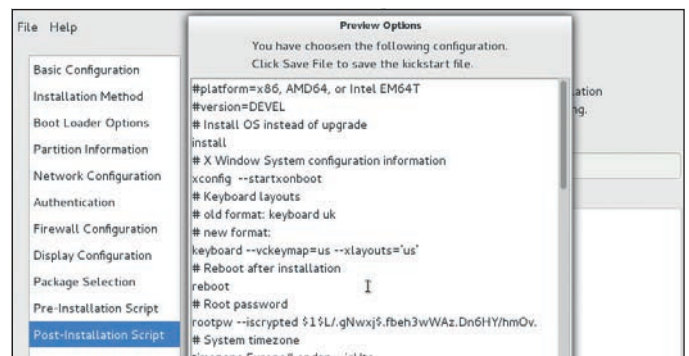 File Help
Preview Options
You have choosen the following configuration.
Click Save File to save the kickstart file.
Basic Configuration
Installation Method
Boot Loader Options
Partition Information
Network Configuration
Authentication
Firewall Configuration
Display Configuration
Package Selection
Pre-Installation Script
Post-Installation Script
#platform=x86, AMD64, or Intel EM64T
#version=DEVEL
# Install OS instead of upgrade
install
# X Window System configuration information
xconfig --startxonboot
# Keyboard layouts
# old format: keyboard uk
# new format:
keyboard --vckeymap=us --xlayouts='us'
# Reboot after installation
reboot
# Root password
rootpw --iscrypted $1$L/.gNwxj$.fbeh3wWAz.Dn6HY/hmOv.
# System timezone